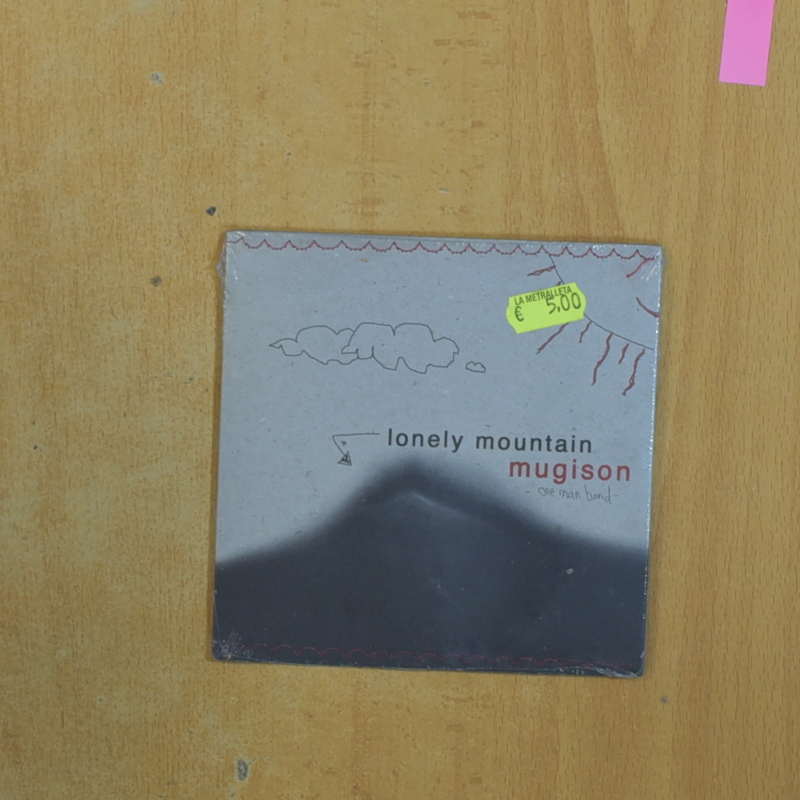 LA METRALLETA
€ 5,00
lonely mountain
mugison
- one man band -